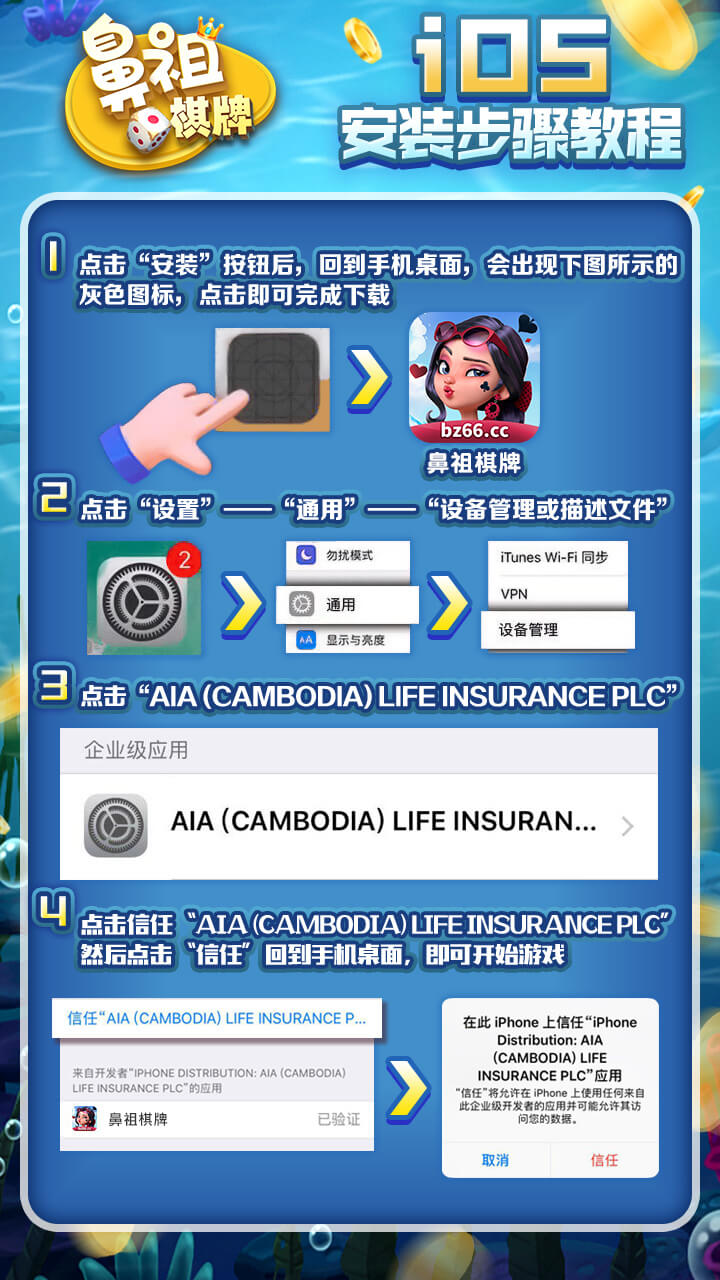 鼻祖
棋牌
iOS
安装步骤教程
1
点击“安装”按钮后，回到手机桌面，会出现下图所示的
灰色图标，点击即可完成下载
bz66.cc
鼻祖棋牌
2
点击“设置”——“通用”——“设备管理或描述文件”
2
勿扰模式
通用
AA
显示与亮度
iTunes Wi-Fi 同步
VPN
设备管理
3
点击“AIA (CAMBODIA) LIFE INSURANCE PLC”
企业级应用
AIA (CAMBODIA) LIFE INSURAN...
4
点击信任“AIA (CAMBODIA) LIFE INSURANCE PLC”
然后点击“信任”回到手机桌面，即可开始游戏
信任“AIA (CAMBODIA) LIFE INSURANCE P...
来自开发者“IPHONE DISTRIBUTION: AIA (CAMBODIA)
LIFE INSURANCE PLC”的应用
鼻祖棋牌
已验证
在此 iPhone 上信任“iPhone
Distribution: AIA
(CAMBODIA) LIFE
INSURANCE PLC”应用
“信任”将允许在 iPhone 上使用任何来自
此企业级开发者的应用并可能允许其访
问您的数据。
取消
信任